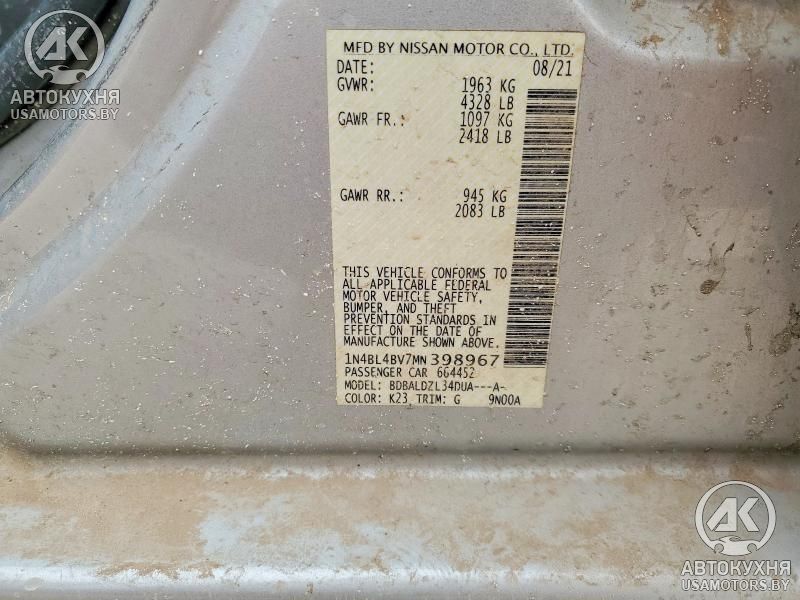 AK
АВТОКУХНЯ
USAMOTORS.BY
MFD BY NISSAN MOTOR CO., LTD.
DATE: 08/21
GVWR: 1963 KG
4328 LB
GAWR FR.: 1097 KG
2418 LB
GAWR RR.: 945 KG
2083 LB
THIS VEHICLE CONFORMS TO
ALL APPLICABLE FEDERAL
MOTOR VEHICLE SAFETY,
BUMPER, AND THEFT
PREVENTION STANDARDS IN
EFFECT ON THE DATE OF
MANUFACTURE SHOWN ABOVE.
1N4BL4BV7MN398967
PASSENGER CAR 664452
MODEL: BDBALDZL34DUA---A-
COLOR: K23 TRIM: G 9N00A
AK
АВТОКУХНЯ
USAMOTORS.BY